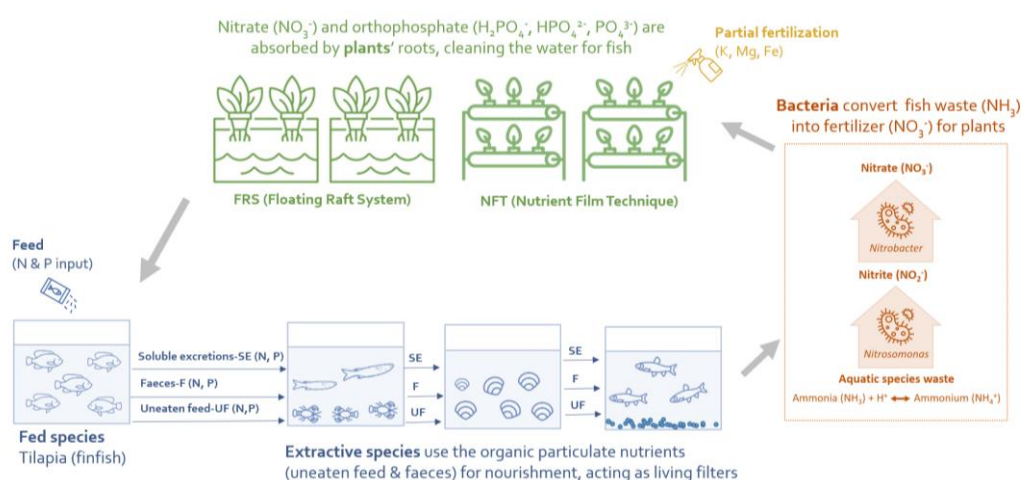 Nitrate (NO₃⁻) and orthophosphate (H₂PO₄⁻, HPO₄²⁻, PO₄³⁻) are
absorbed by plants’ roots, cleaning the water for fish
Partial fertilization
(K, Mg, Fe)
FRS (Floating Raft System)
NFT (Nutrient Film Technique)
Bacteria convert fish waste (NH₃)
into fertilizer (NO₃⁻) for plants
Nitrate (NO₃⁻)
Nitrobacter
Nitrite (NO₂⁻)
Nitrosomonas
Aquatic species waste
Ammonia (NH₃) + H⁺ ⟷ Ammonium (NH₄⁺)
Feed
(N & P input)
Soluble excretions-SE (N, P)
Faeces-F (N, P)
Uneaten feed-UF (N,P)
SE
F
UF
SE
F
UF
Fed species
Tilapia (finfish)
Extractive species use the organic particulate nutrients
(uneaten feed & faeces) for nourishment, acting as living filters